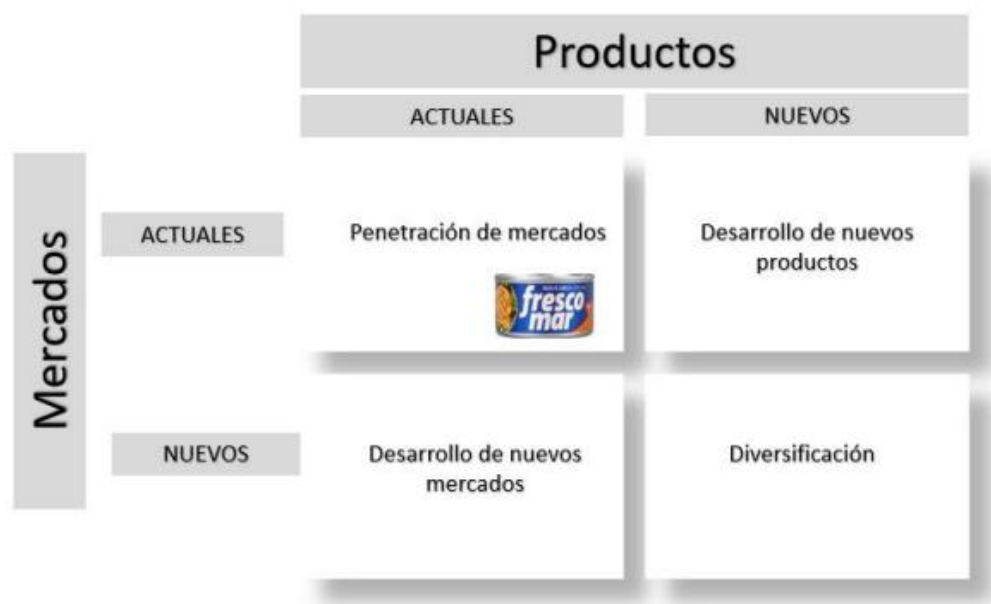 Productos
ACTUALES
NUEVOS
Mercados
ACTUALES
Penetración de mercados
Desarrollo de nuevos
productos
fresco
mar
NUEVOS
Desarrollo de nuevos
mercados
Diversificación